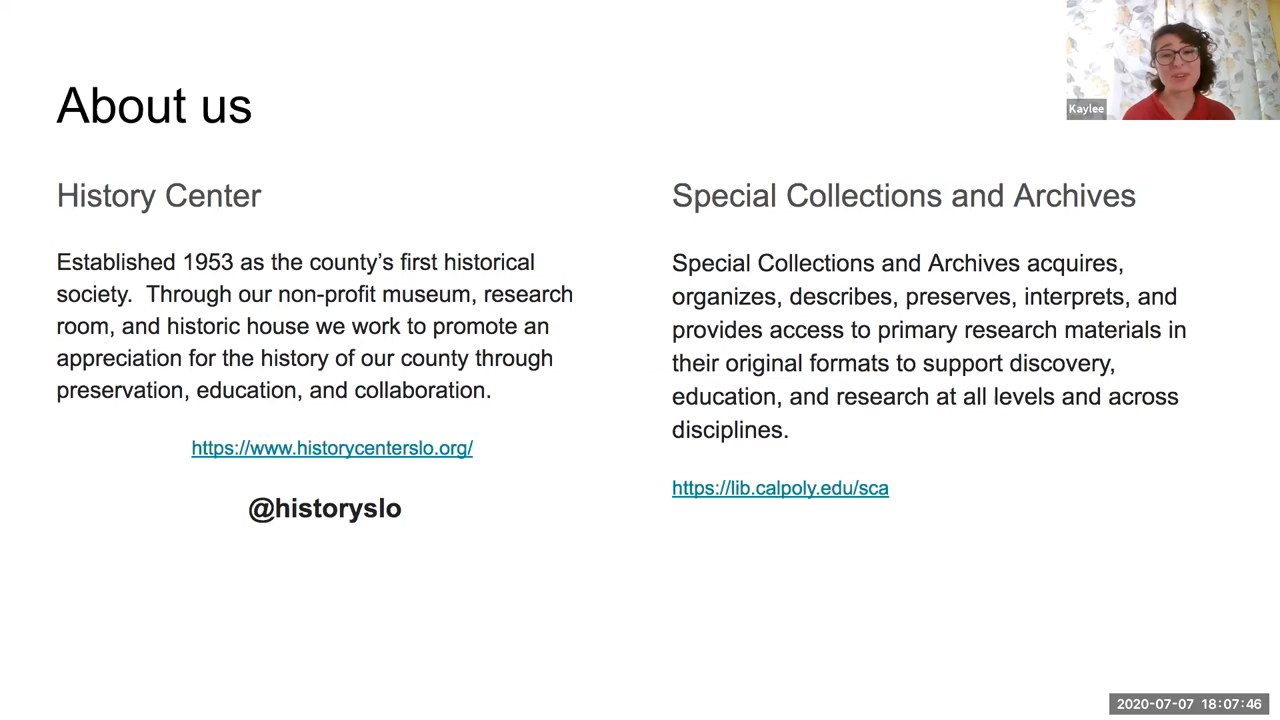 About us
Kaylee
History Center
Established 1953 as the county’s first historical
society.  Through our non-profit museum, research
room, and historic house we work to promote an
appreciation for the history of our county through
preservation, education, and collaboration.
https://www.historycenterslo.org/
@historyslo
Special Collections and Archives
Special Collections and Archives acquires,
organizes, describes, preserves, interprets, and
provides access to primary research materials in
their original formats to support discovery,
education, and research at all levels and across
disciplines.
https://lib.calpoly.edu/sca
2020-07-07 18:07:46